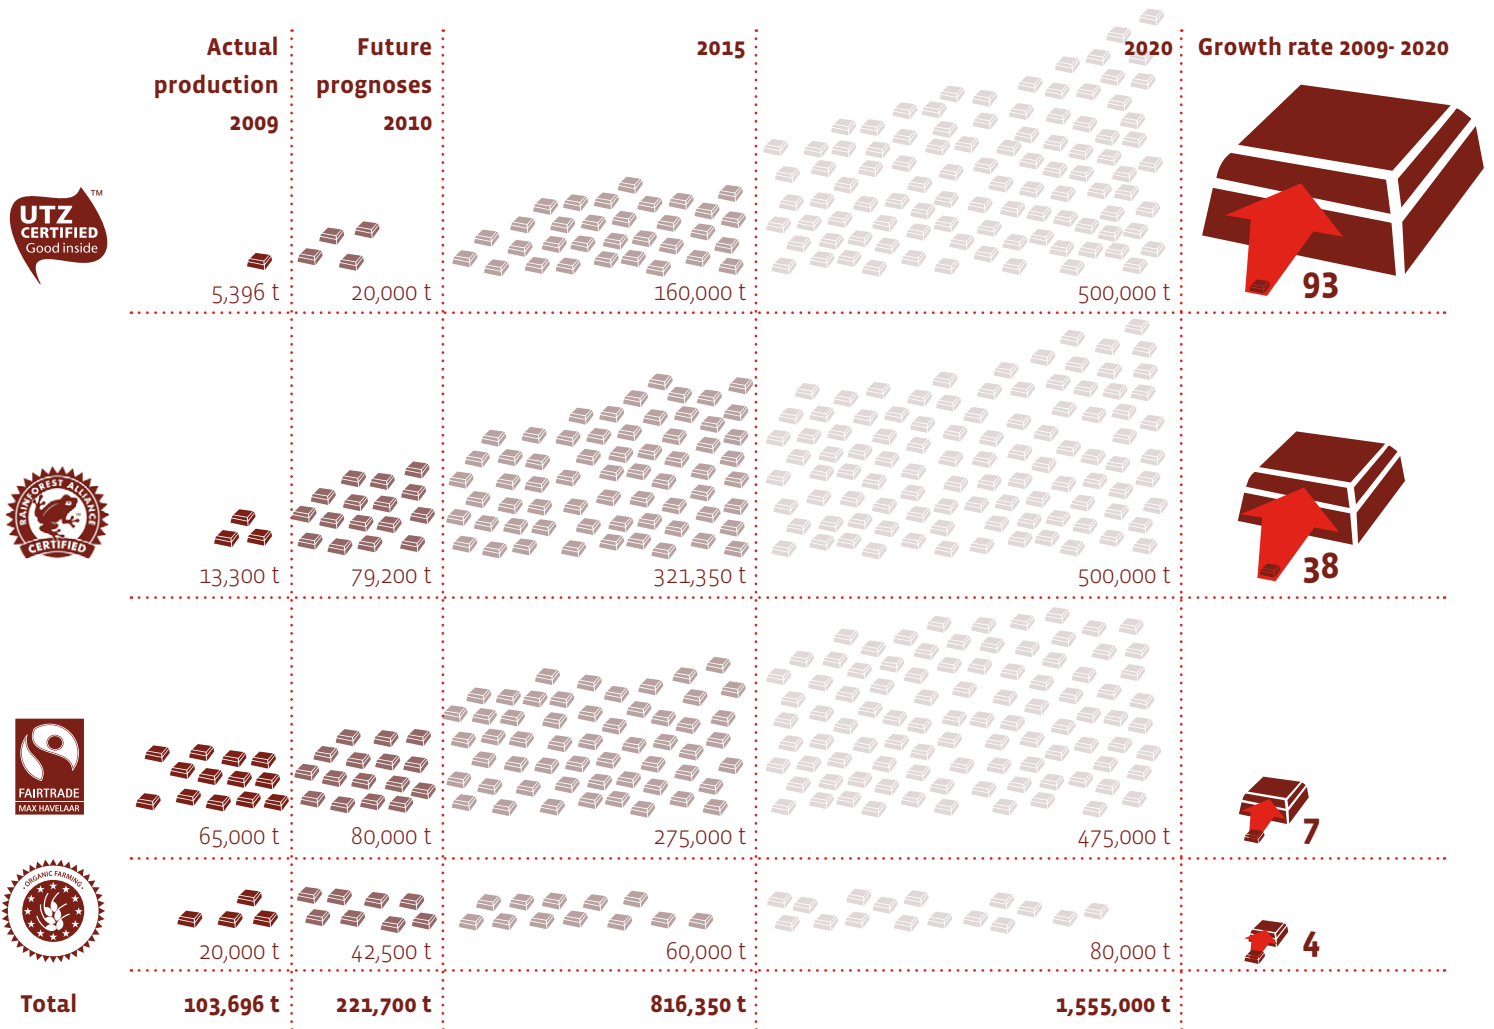 Actual
production
2009
Future
prognoses
2010
2015
2020
Growth rate 2009- 2020
UTZ
CERTIFIED
Good inside
TM
5,396 t
20,000 t
160,000 t
500,000 t
93
RAINFOREST ALLIANCE
CERTIFIED
13,300 t
79,200 t
321,350 t
500,000 t
38
FAIRTRADE
MAX HAVELAAR
65,000 t
80,000 t
275,000 t
475,000 t
7
· ORGANIC FARMING ·
20,000 t
42,500 t
60,000 t
80,000 t
4
Total
103,696 t
221,700 t
816,350 t
1,555,000 t